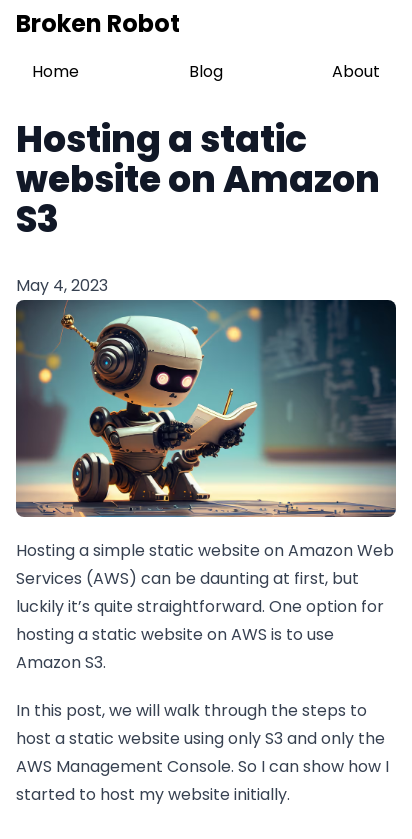 Broken Robot
Home Blog About
Hosting a static
website on Amazon
S3
May 4, 2023
Hosting a simple static website on Amazon Web
Services (AWS) can be daunting at first, but
luckily it’s quite straightforward. One option for
hosting a static website on AWS is to use
Amazon S3.
In this post, we will walk through the steps to
host a static website using only S3 and only the
AWS Management Console. So I can show how I
started to host my website initially.